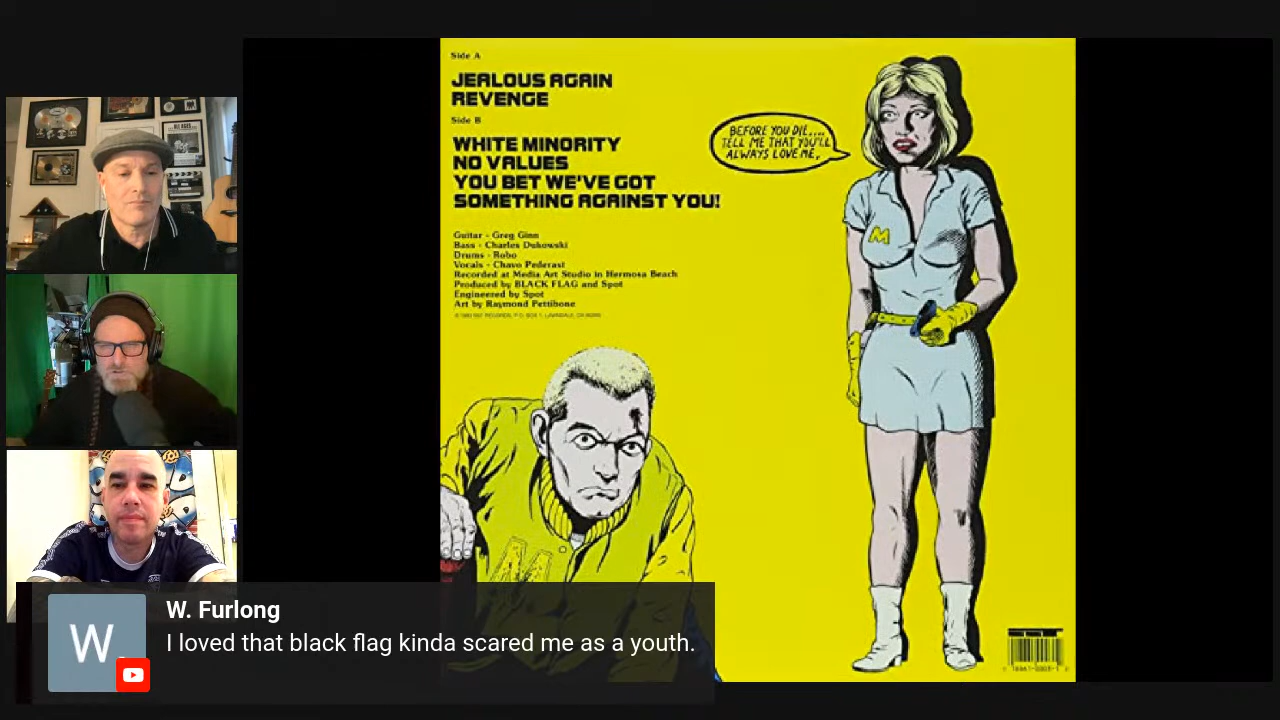 Side A
JEALOUS AGAIN
REVENGE
Side B
WHITE MINORITY
NO VALUES
YOU BET WE'VE GOT
SOMETHING AGAINST YOU!
Guitar - Greg Ginn
Bass - Charles Dukowski
Drums - Robo
Vocals - Chavo Pederast
Recorded at Media Art Studio in Hermosa Beach
Produced by BLACK FLAG and Spot
Engineered by Spot
Art by Raymond Pettibone
BEFORE YOU DIE....
TELL ME THAT YOU'LL
ALWAYS LOVE ME.
M
M
W. Furlong
I loved that black flag kinda scared me as a youth.
W.